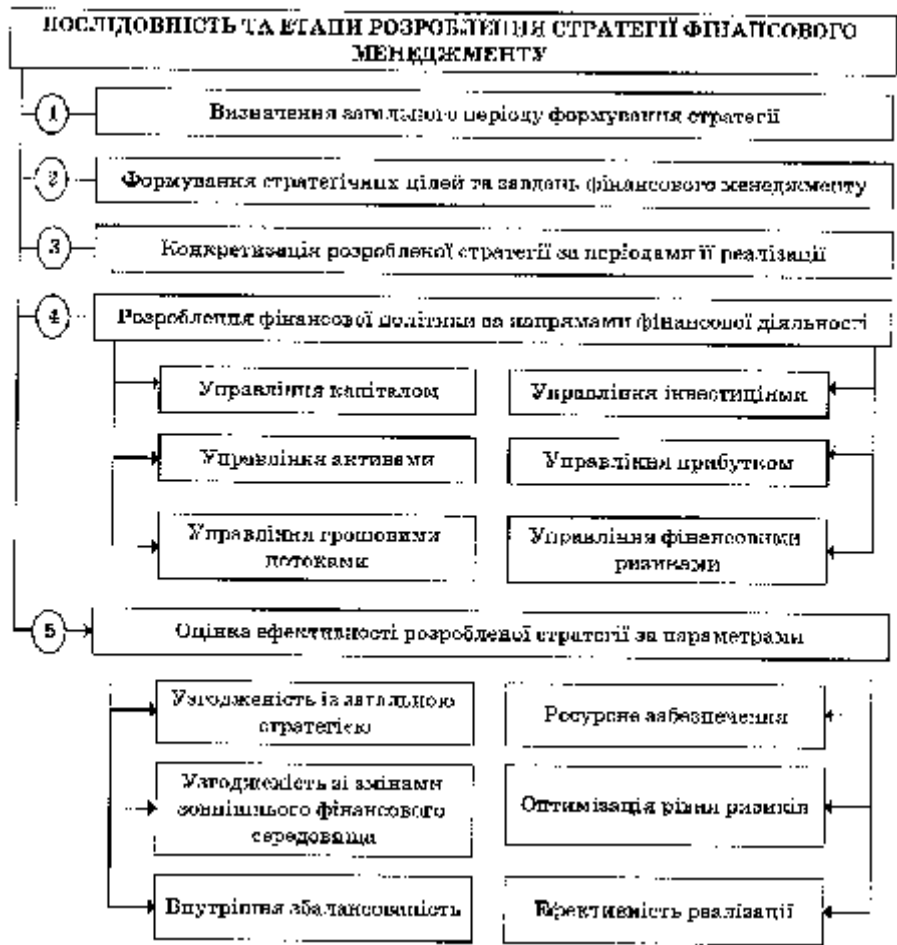 ПОСЛІДОВНІСТЬ ТА ЕТАПИ РОЗРОБЛЕННЯ СТРАТЕГІЇ ФІНАНСОВОГО
МЕНЕДЖМЕНТУ
1
Визначення загального періоду формування стратегії
2
Формування стратегічних цілей та завдань фінансового менеджменту
3
Конкретизація розробленої стратегії за періодами її реалізації
4
Розроблення фінансової політики за напрямами фінансової діяльності
Управління капіталом
Управління інвестиціями
Управління активами
Управління прибутком
Управління грошовими
потоками
Управління фінансовими
ризиками
5
Оцінка ефективності розробленої стратегії за параметрами
Узгодженість із загальною
стратегією
Ресурсне забезпечення
Узгодженість зі змінами
зовнішнього фінансового
середовища
Оптимізація рівня ризиків
Внутрішня збалансованість
Ефективність реалізації